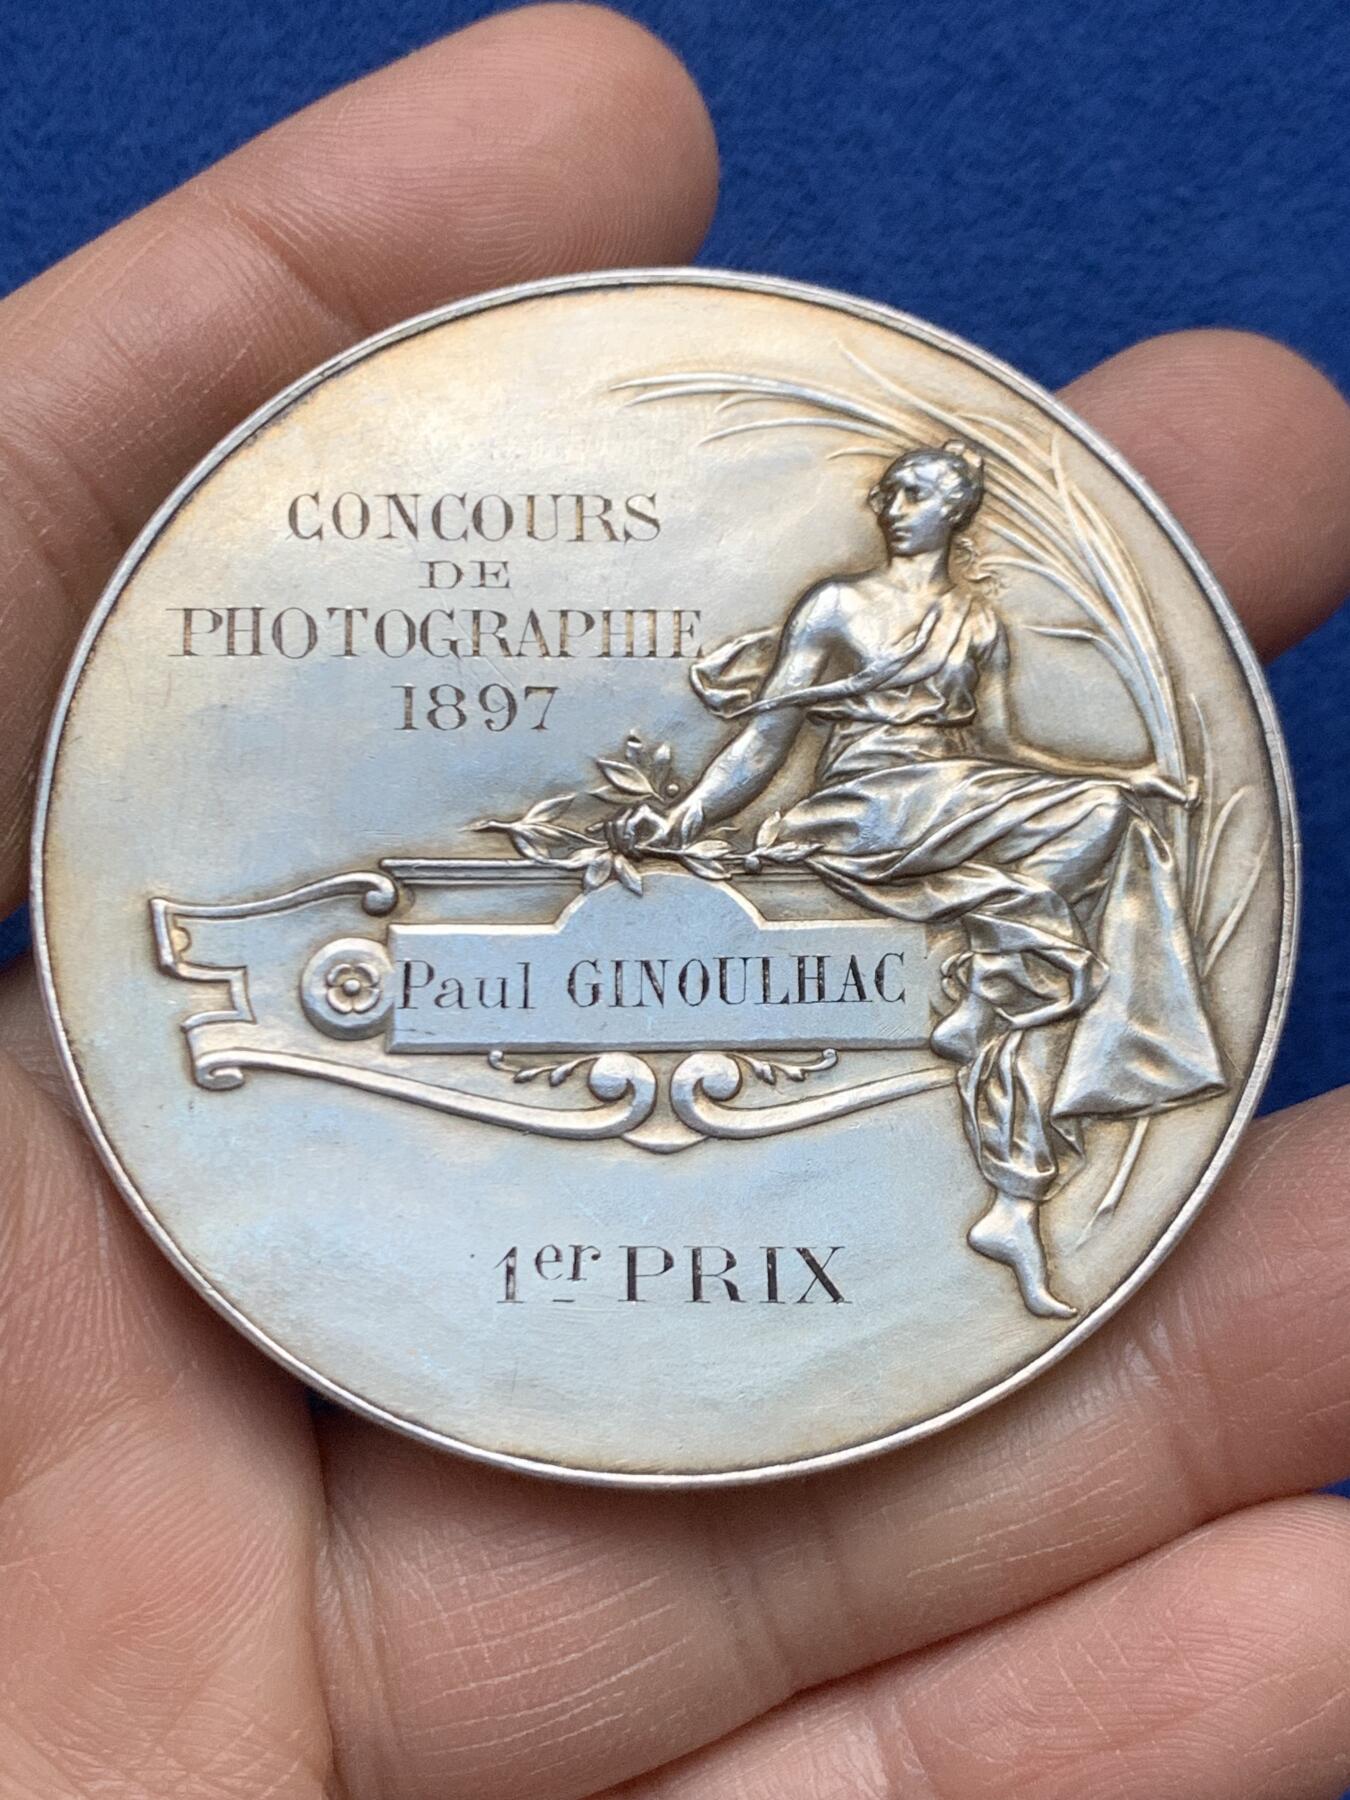 CONCOURS
DE
PHOTOGRAPHIE
1897
Paul GINOULHAC
1er PRIX